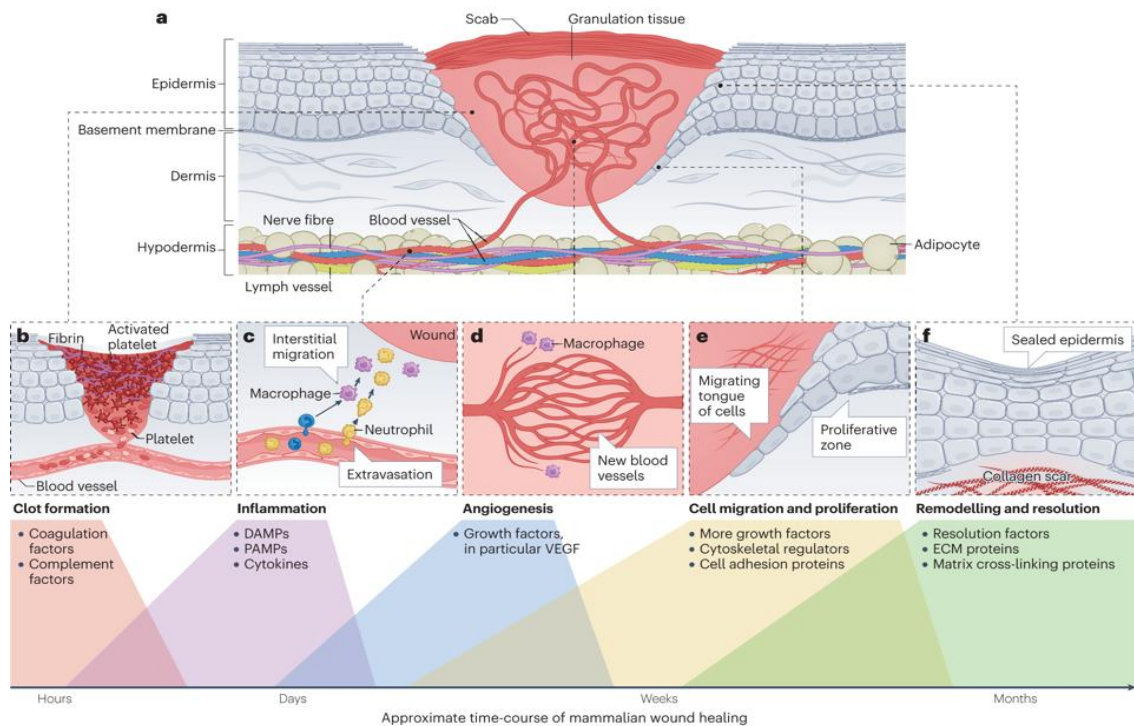 a
Scab
Granulation tissue
Epidermis
Basement membrane
Dermis
Nerve fibre
Blood vessel
Hypodermis
Adipocyte
Lymph vessel
b
Fibrin
Activated
platelet
Platelet
Blood vessel
c
Interstitial
migration
Wound
Macrophage
Neutrophil
Extravasation
d
Macrophage
New blood
vessels
e
Migrating
tongue
of cells
Proliferative
zone
f
Sealed epidermis
Collagen scar
Clot formation
• Coagulation
factors
• Complement
factors
Inflammation
• DAMPs
• PAMPs
• Cytokines
Angiogenesis
• Growth factors,
in particular VEGF
Cell migration and proliferation
• More growth factors
• Cytoskeletal regulators
• Cell adhesion proteins
Remodelling and resolution
• Resolution factors
• ECM proteins
• Matrix cross-linking proteins
Hours
Days
Weeks
Months
Approximate time-course of mammalian wound healing